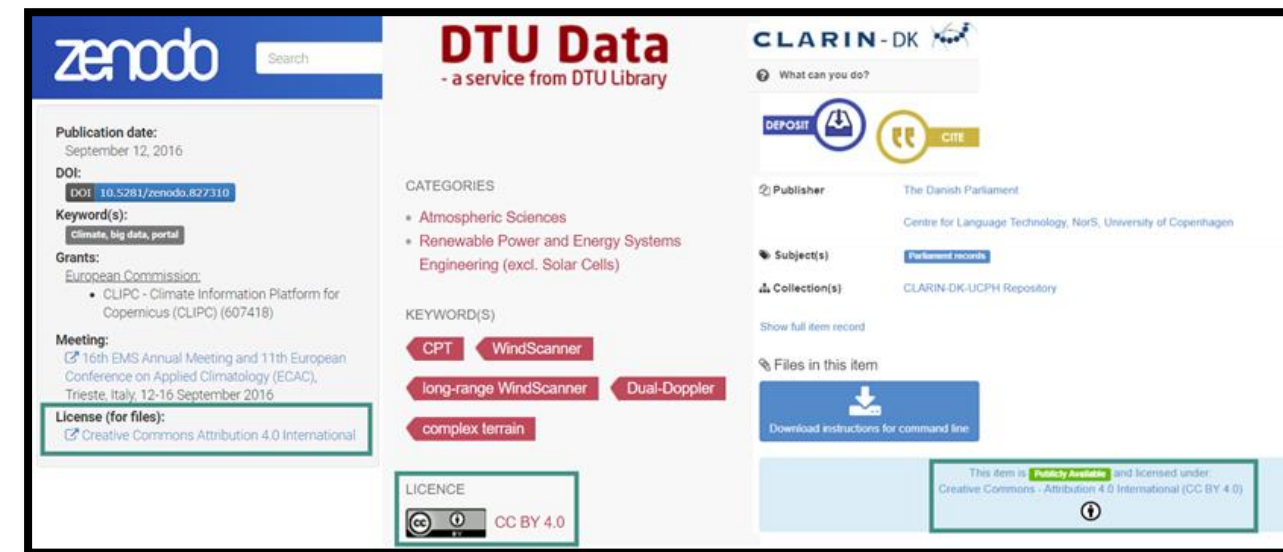 zenodo
Search
Publication date:
September 12, 2016
DOI:
DOI 10.5281/zenodo.827310
Keyword(s):
Climate, big data, portal
Grants:
European Commission:
• CLIPC - Climate Information Platform for
Copernicus (CLIPC) (607418)
Meeting:
16th EMS Annual Meeting and 11th European
Conference on Applied Climatology (ECAC),
Trieste, Italy, 12-16 September 2016
License (for files):
Creative Commons Attribution 4.0 International
DTU Data
- a service from DTU Library
CATEGORIES
• Atmospheric Sciences
• Renewable Power and Energy Systems
Engineering (excl. Solar Cells)
KEYWORD(S)
CPT WindScanner
long-range WindScanner Dual-Doppler
complex terrain
LICENCE
cc BY CC BY 4.0
CLARIN-DK
What can you do?
DEPOSIT CITE
Publisher The Danish Parliament
Centre for Language Technology, NorS, University of Copenhagen
Subject(s) Parliament records
Collection(s) CLARIN-DK-UCPH Repository
Show full item record
Files in this item
Download instructions for command line
This item is Publicly Available and licensed under:
Creative Commons - Attribution 4.0 International (CC BY 4.0)